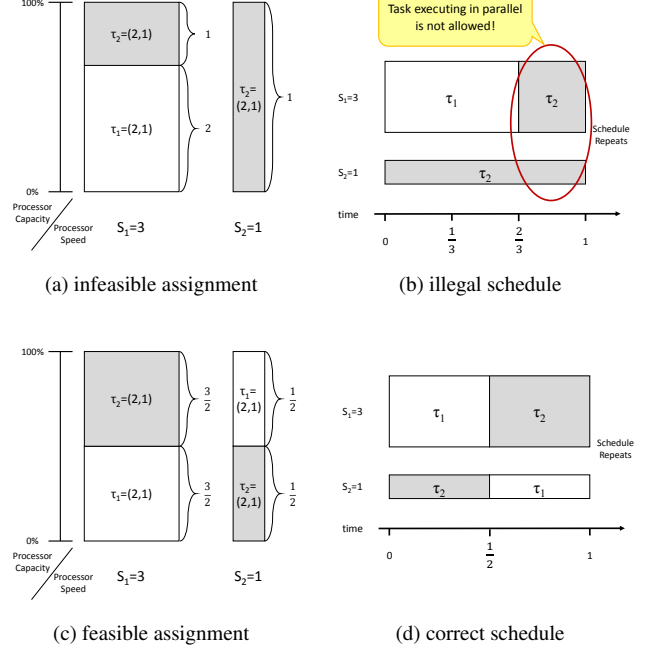 100%
τ₂=(2,1)
1
τ₁=(2,1)
2
0%
Processor Capacity
Processor Speed
S₁=3
τ₂=
(2,1)
1
S₂=1
(a) infeasible assignment
Task executing in parallel
is not allowed!
S₁=3
τ₁
τ₂
Schedule
Repeats
S₂=1
τ₂
time
0
1/3
2/3
1
(b) illegal schedule
100%
τ₂=(2,1)
3/2
τ₁=(2,1)
3/2
0%
Processor Capacity
Processor Speed
S₁=3
τ₁=
(2,1)
1/2
τ₂=
(2,1)
1/2
S₂=1
(c) feasible assignment
S₁=3
τ₁
τ₂
Schedule
Repeats
S₂=1
τ₂
τ₁
time
0
1/2
1
(d) correct schedule